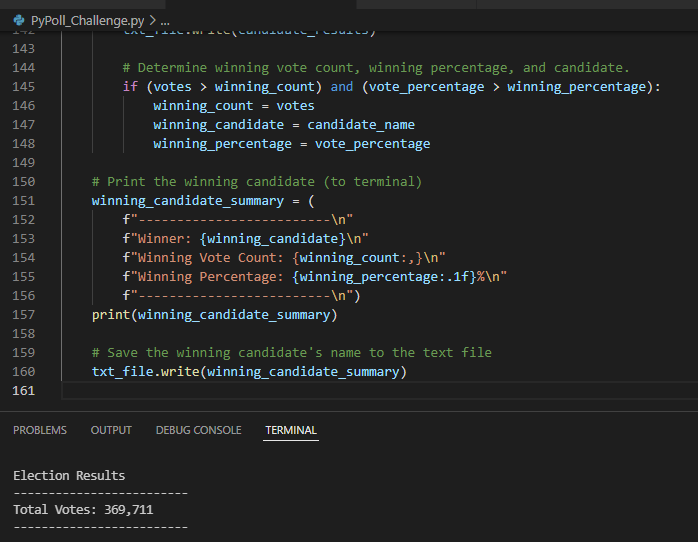 PyPoll_Challenge.py > ...
142 txt_file.write(candidate_results)
143
144 # Determine winning vote count, winning percentage, and candidate.
145 if (votes > winning_count) and (vote_percentage > winning_percentage):
146 winning_count = votes
147 winning_candidate = candidate_name
148 winning_percentage = vote_percentage
149
150 # Print the winning candidate (to terminal)
151 winning_candidate_summary = (
152 f"-------------------------\n"
153 f"Winner: {winning_candidate}\n"
154 f"Winning Vote Count: {winning_count:,}\n"
155 f"Winning Percentage: {winning_percentage:.1f}%\n"
156 f"-------------------------\n")
157 print(winning_candidate_summary)
158
159 # Save the winning candidate's name to the text file
160 txt_file.write(winning_candidate_summary)
161
PROBLEMS OUTPUT DEBUG CONSOLE TERMINAL
Election Results
-------------------------
Total Votes: 369,711
-------------------------